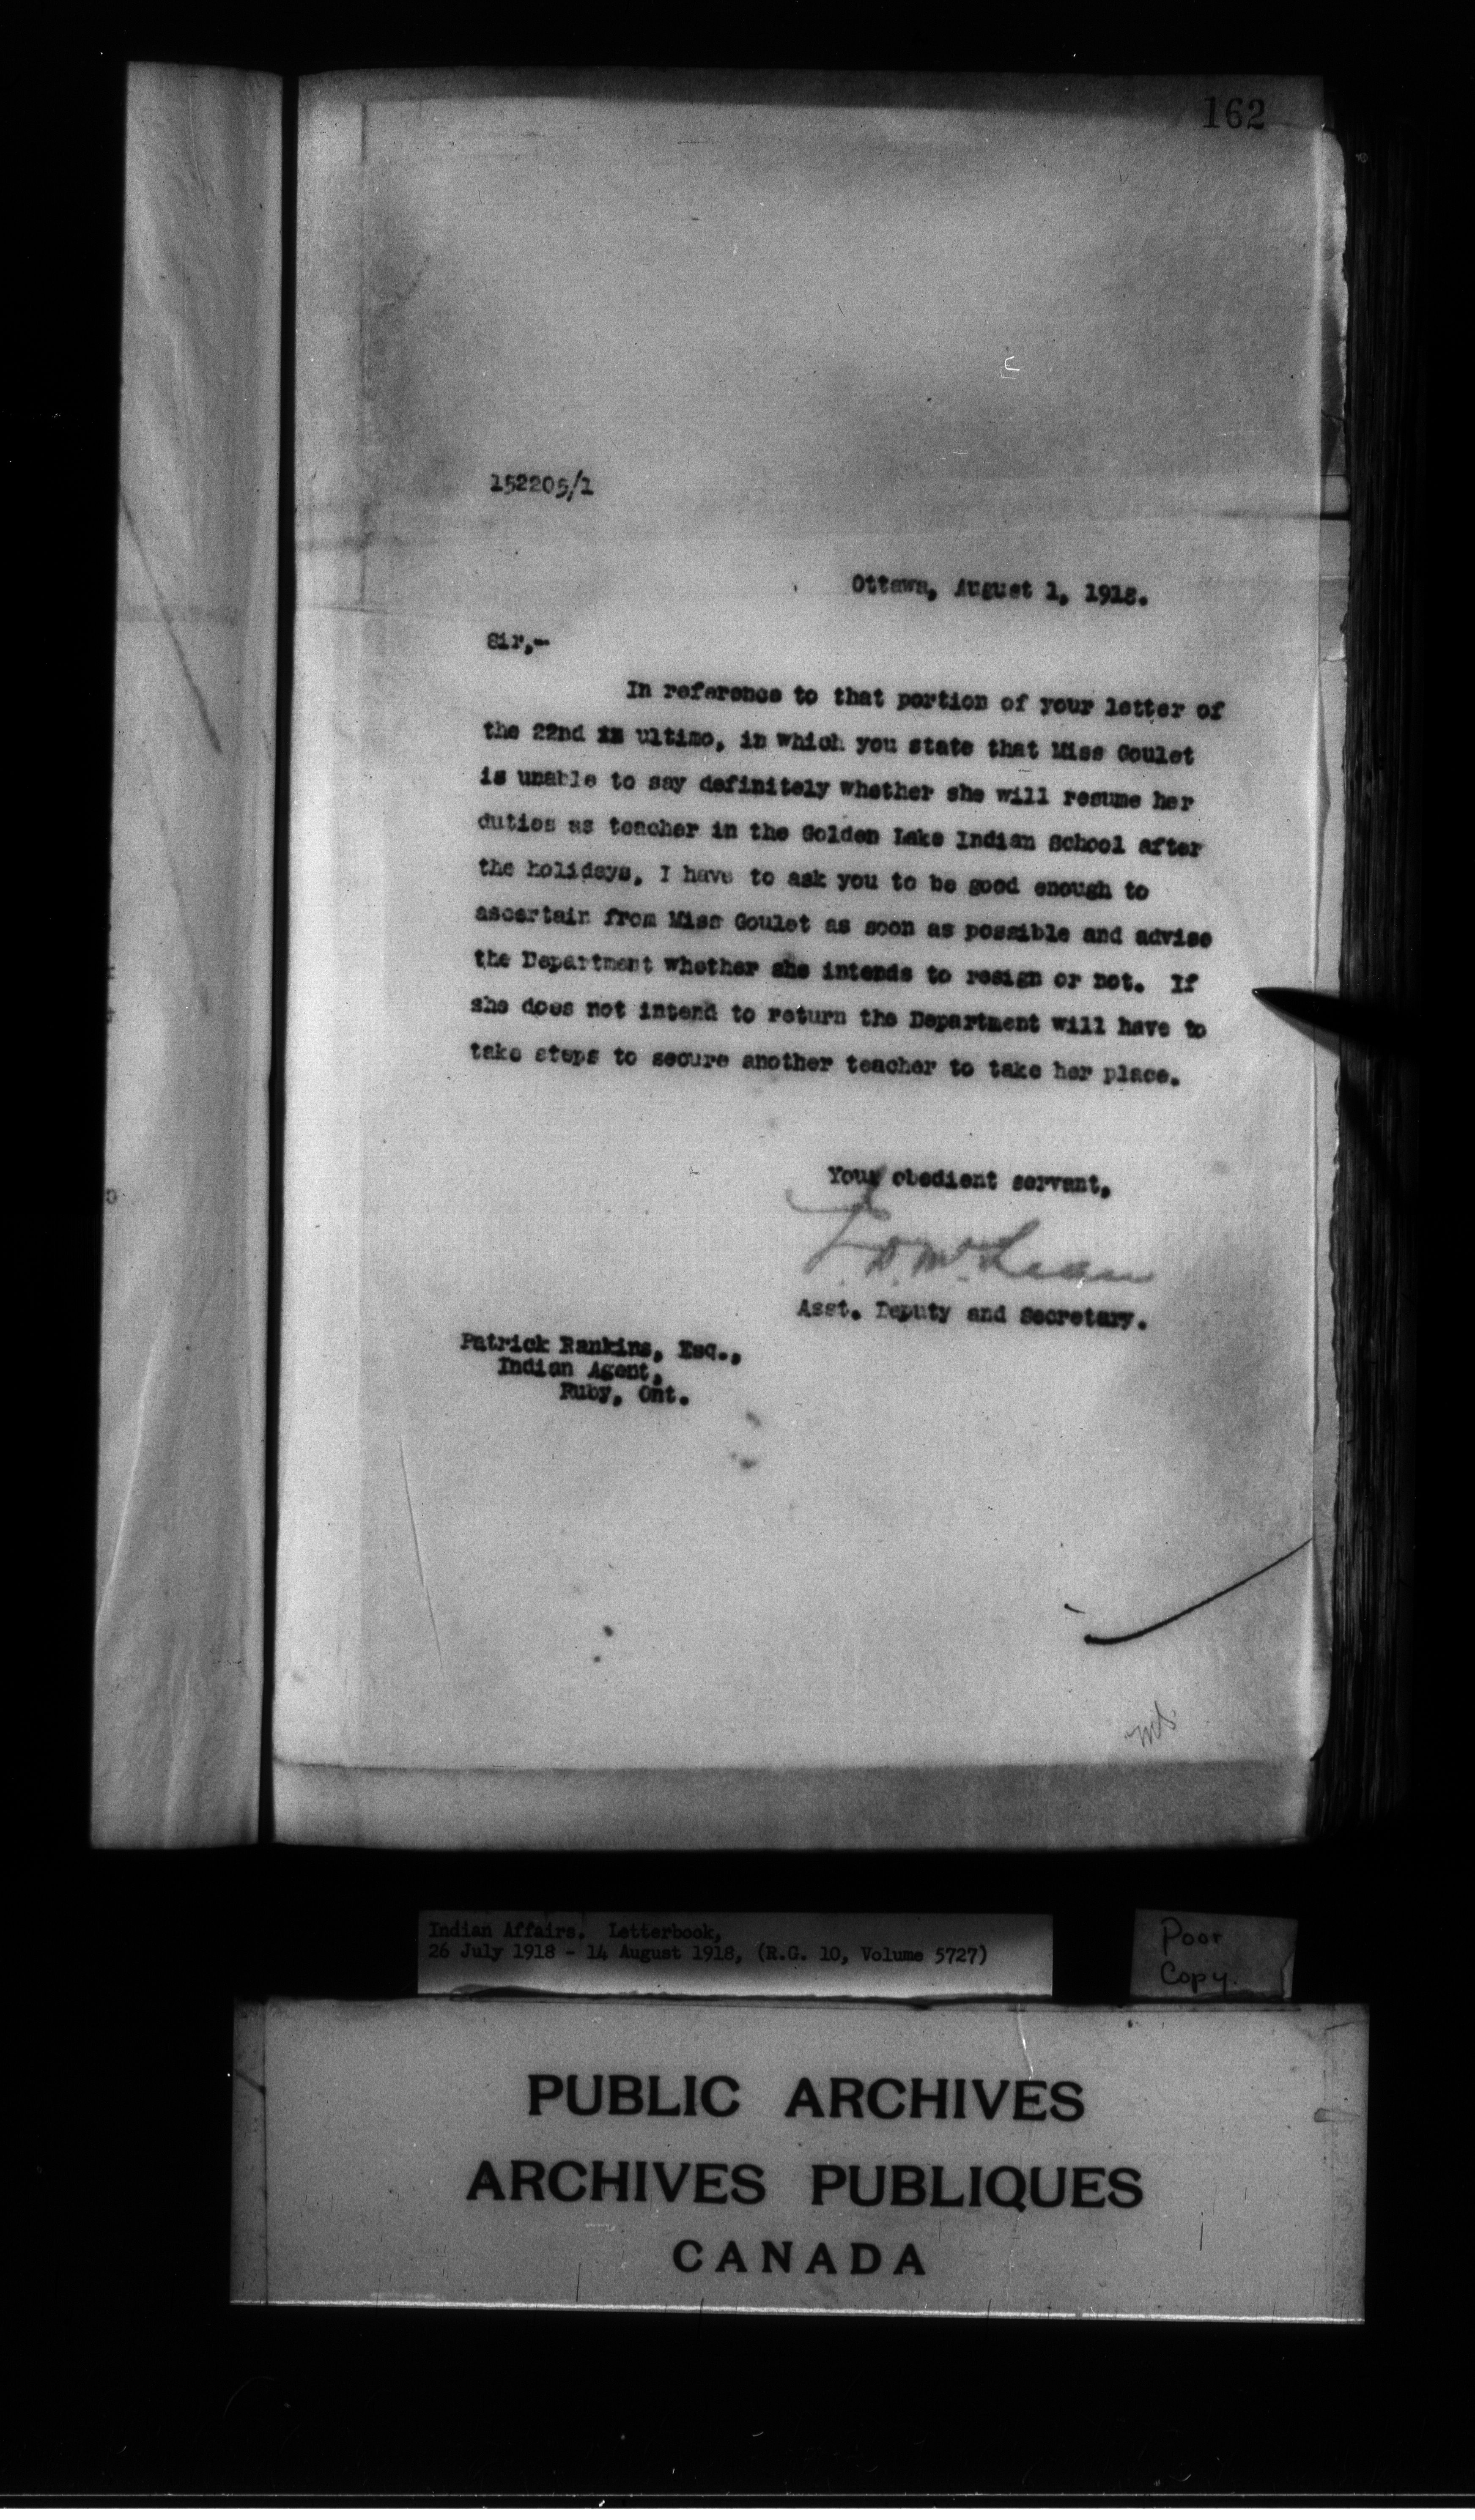 162
152205/1
Ottawa, August 1, 1918.
Sir,-
In reference to that portion of your letter of
the 22nd in ultimo, in which you state that Miss Goulet
is unable to say definitely whether she will resume her
duties as teacher in the Golden Lake Indian School after
the holidays, I have to ask you to be good enough to
ascertain from Miss Goulet as soon as possible and advise
the Department whether she intends to resign or not. If
she does not intend to return the Department will have to
take steps to secure another teacher to take her place.
Your obedient servant,
J. D. McLean
Asst. Deputy and Secretary.
Patrick Rankins, Esq.,
Indian Agent,
Ruby, Ont.
Indian Affairs. Letterbook,
26 July 1918 - 14 August 1918, (R.G. 10, Volume 5727)
Poor
Copy.
PUBLIC ARCHIVES
ARCHIVES PUBLIQUES
CANADA